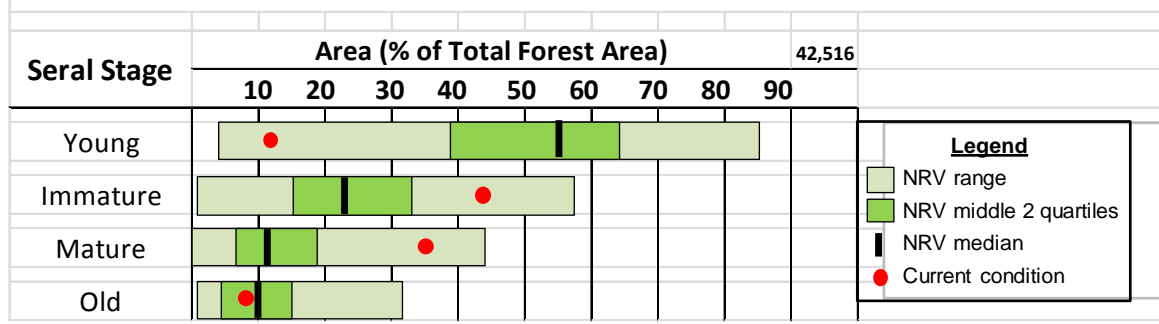 Seral Stage
Area (% of Total Forest Area) 42,516
10 20 30 40 50 60 70 80 90
Young
Immature
Mature
Old
Legend
NRV range
NRV middle 2 quartiles
NRV median
Current condition